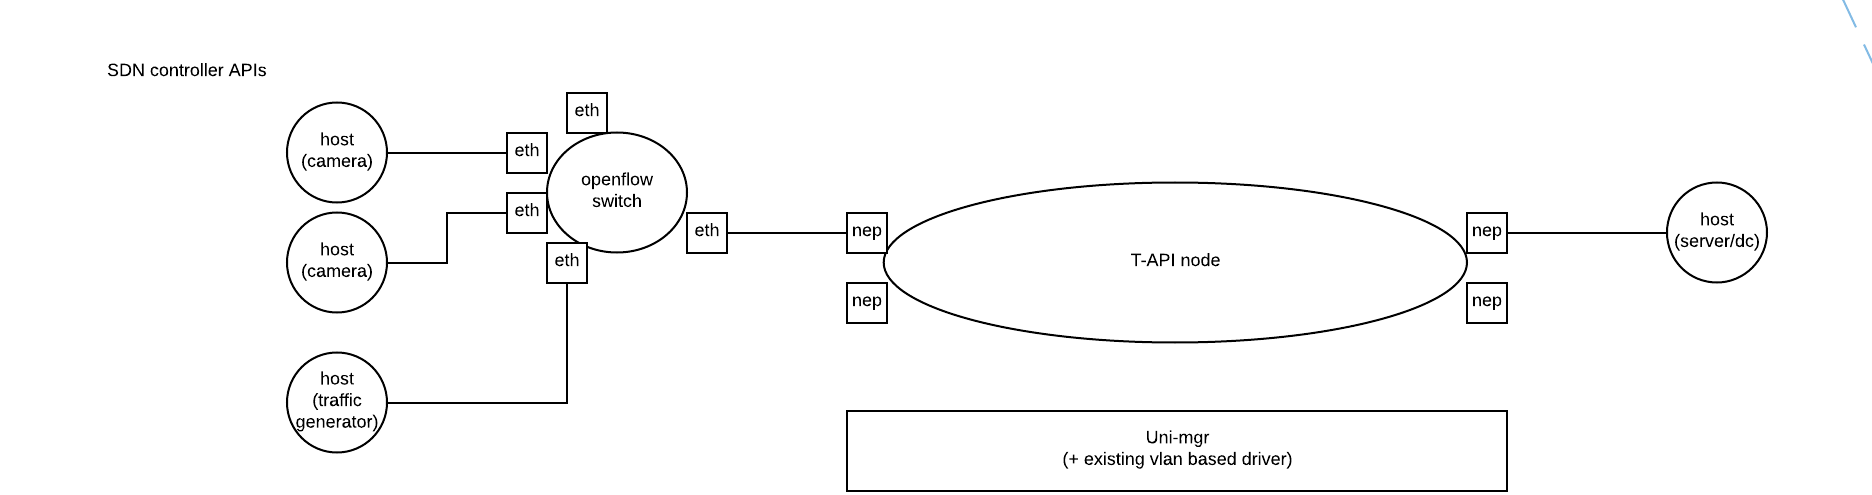 SDN controller APIs
eth
host
(camera)
eth
openflow
switch
eth
host
(camera)
eth
eth
nep
T-API node
nep
nep
nep
host
(server/dc)
host
(traffic
generator)
Uni-mgr
(+ existing vlan based driver)